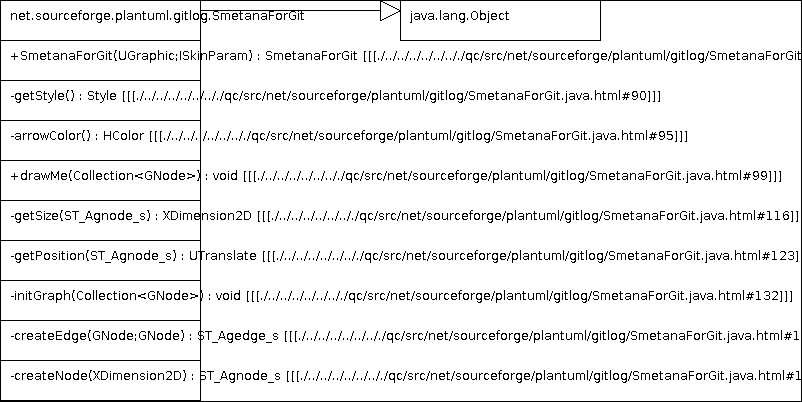 net.sourceforge.plantuml.gitlog.SmetanaForGit
java.lang.Object
+SmetanaForGit(UGraphic;ISkinParam) : SmetanaForGit [[[./../../../../../../../qc/src/net/sourceforge/plantuml/gitlog/SmetanaForGit
-getStyle() : Style [[[./../../../../../../../qc/src/net/sourceforge/plantuml/gitlog/SmetanaForGit.java.html#90]]]
-arrowColor() : HColor [[[./../../../../../../../qc/src/net/sourceforge/plantuml/gitlog/SmetanaForGit.java.html#95]]]
+drawMe(Collection<GNode>) : void [[[./../../../../../../../qc/src/net/sourceforge/plantuml/gitlog/SmetanaForGit.java.html#99]]]
-getSize(ST_Agnode_s) : XDimension2D [[[./../../../../../../../qc/src/net/sourceforge/plantuml/gitlog/SmetanaForGit.java.html#116]]
-getPosition(ST_Agnode_s) : UTranslate [[[./../../../../../../../qc/src/net/sourceforge/plantuml/gitlog/SmetanaForGit.java.html#123]
-initGraph(Collection<GNode>) : void [[[./../../../../../../../qc/src/net/sourceforge/plantuml/gitlog/SmetanaForGit.java.html#132]]]
-createEdge(GNode;GNode) : ST_Agedge_s [[[./../../../../../../../qc/src/net/sourceforge/plantuml/gitlog/SmetanaForGit.java.html#1
-createNode(XDimension2D) : ST_Agnode_s [[[./../../../../../../../qc/src/net/sourceforge/plantuml/gitlog/SmetanaForGit.java.html#1